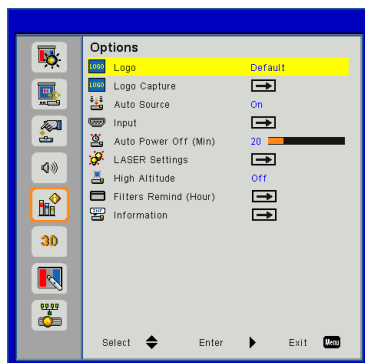 Options
LOGO Logo Default
LOGO Logo Capture
Auto Source On
Input
Auto Power Off (Min) 20
LASER Settings
High Altitude Off
Filters Remind (Hour)
Information
3D
Select Enter Exit Menu